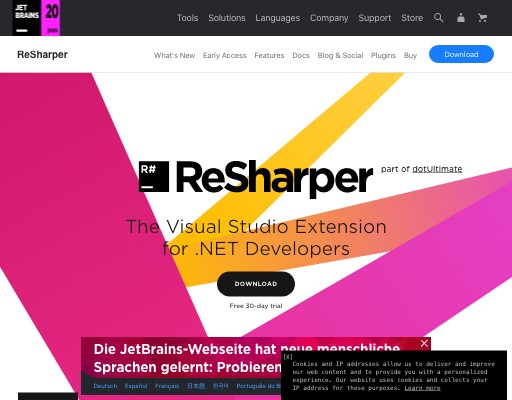 JET
BRAINS
20
years
Tools Solutions Languages Company Support Store
ReSharper
What's New Early Access Features Docs Blog & Social Plugins Buy Download
R#
ReSharper part of dotUltimate
The Visual Studio Extension
for .NET Developers
DOWNLOAD
Free 30-day trial
Die JetBrains-Webseite hat neue menschliche
Sprachen gelernt: Probieren
Deutsch Español Français 日本語 한국어 Português do B
[X]
Cookies and IP addresses allow us to deliver and improve
our web content and to provide you with a personalized
experience. Our website uses cookies and collects your
IP address for these purposes. Learn more